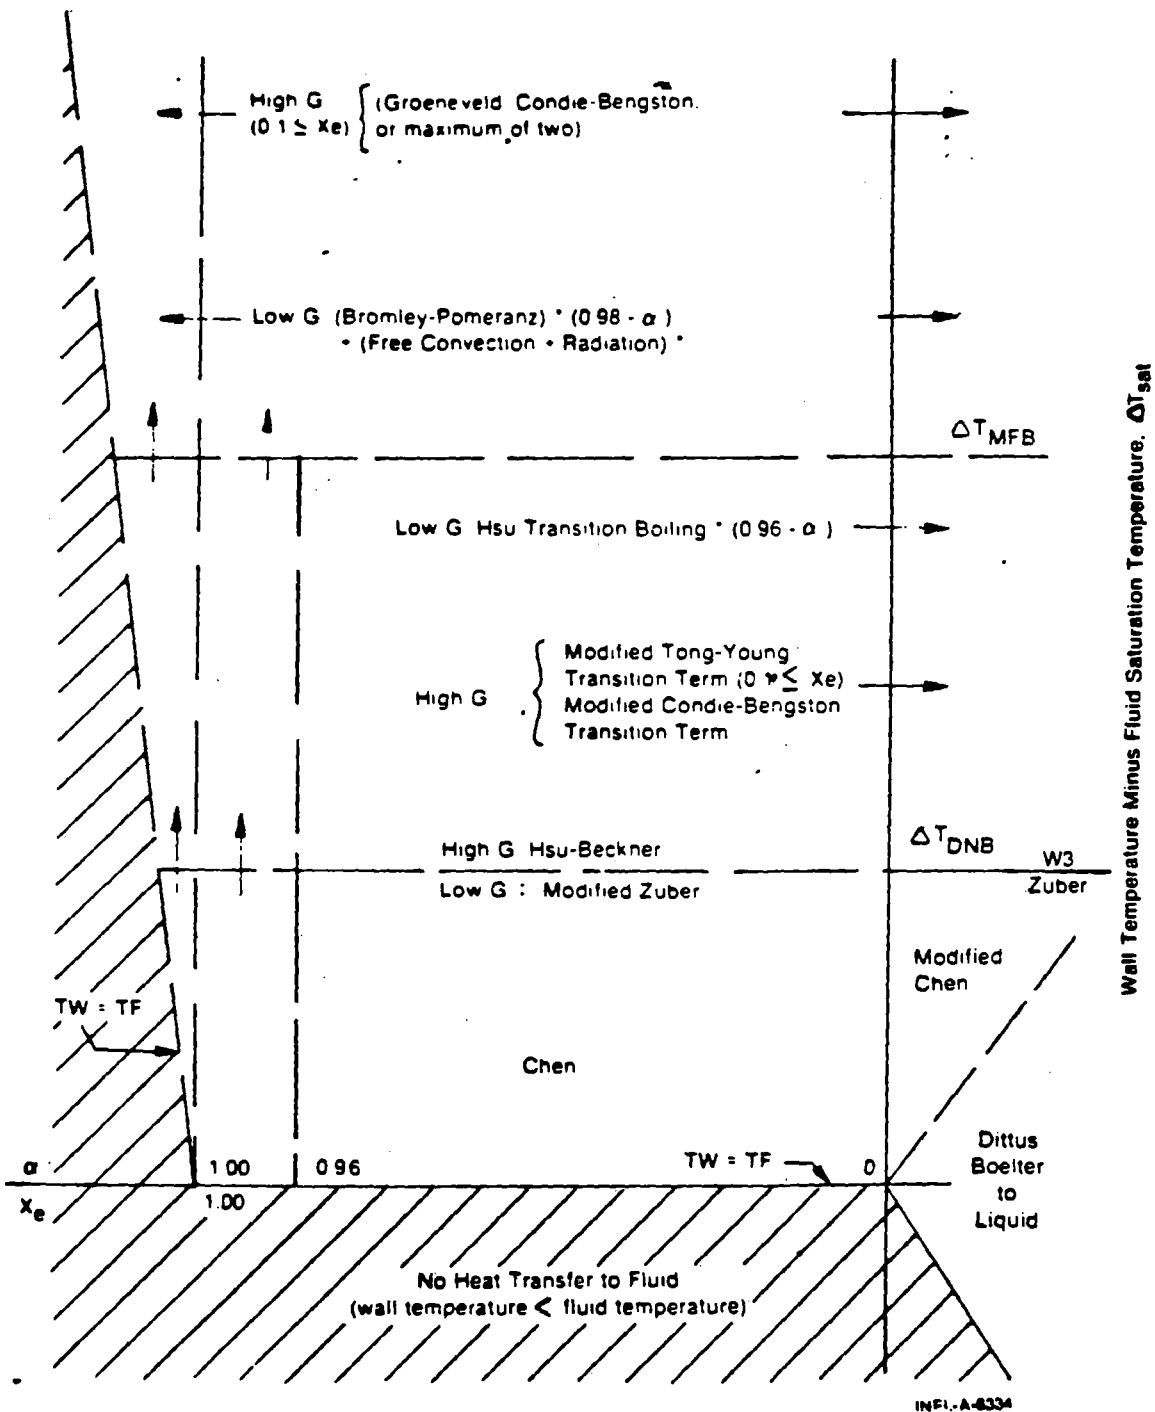 High G (Groeneveld Condie-Bengston.
(0 1 ≤ Xe) or maximum of two)
Low G (Bromley-Pomeranz) * (0 98 - α)
+ (Free Convection + Radiation) *
ΔTMFB
Low G Hsu Transition Boiling * (0 96 - α)
Modified Tong-Young
Transition Term (0 ≤ Xe)
High G
Modified Condie-Bengston
Transition Term
ΔTDNB
High G Hsu-Beckner
W3
Low G : Modified Zuber
Zuber
Modified
Chen
TW = TF
Chen
Dittus
Boelter
to
Liquid
α 1 00 0 96 TW = TF 0
Xe 1.00
No Heat Transfer to Fluid
(wall temperature < fluid temperature)
Wall Temperature Minus Fluid Saturation Temperature, ΔTsat
INEL-A-8334